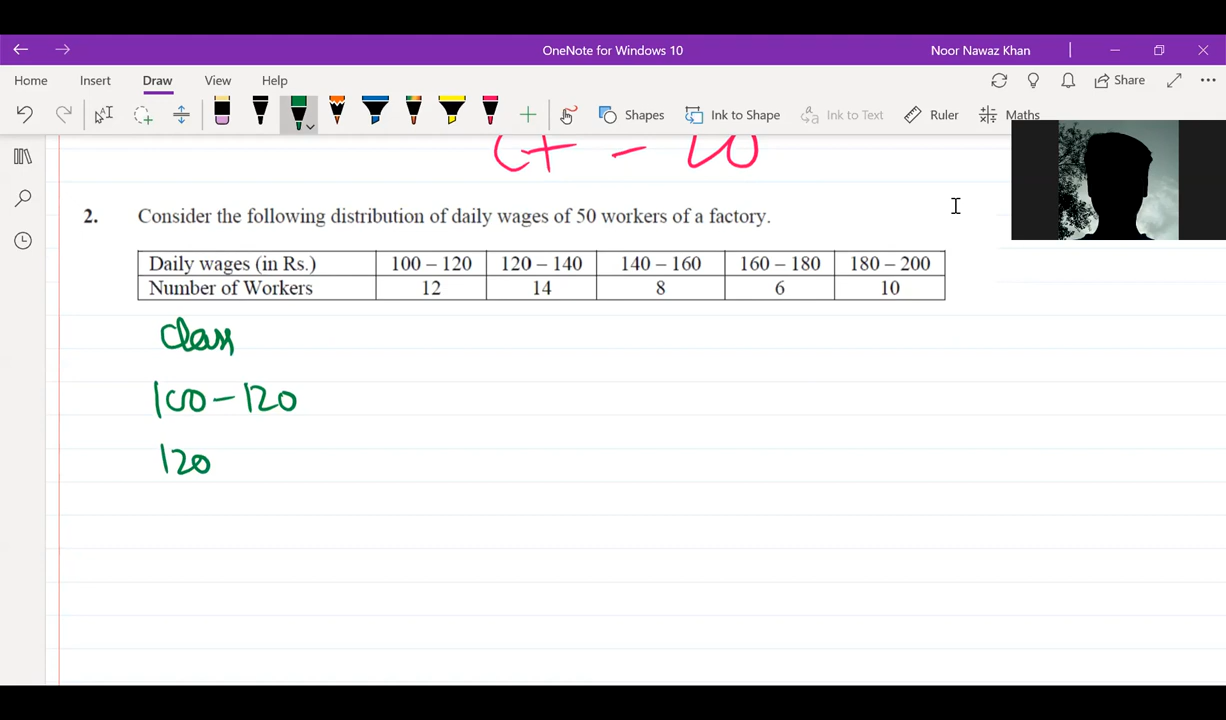 OneNote for Windows 10
Noor Nawaz Khan
Home Insert Draw View Help
Share
Shapes Ink to Shape Ink to Text Ruler Maths
2. Consider the following distribution of daily wages of 50 workers of a factory.
Daily wages (in Rs.) 100 – 120 120 – 140 140 – 160 160 – 180 180 – 200
Number of Workers 12 14 8 6 10
Class
100 – 120
120